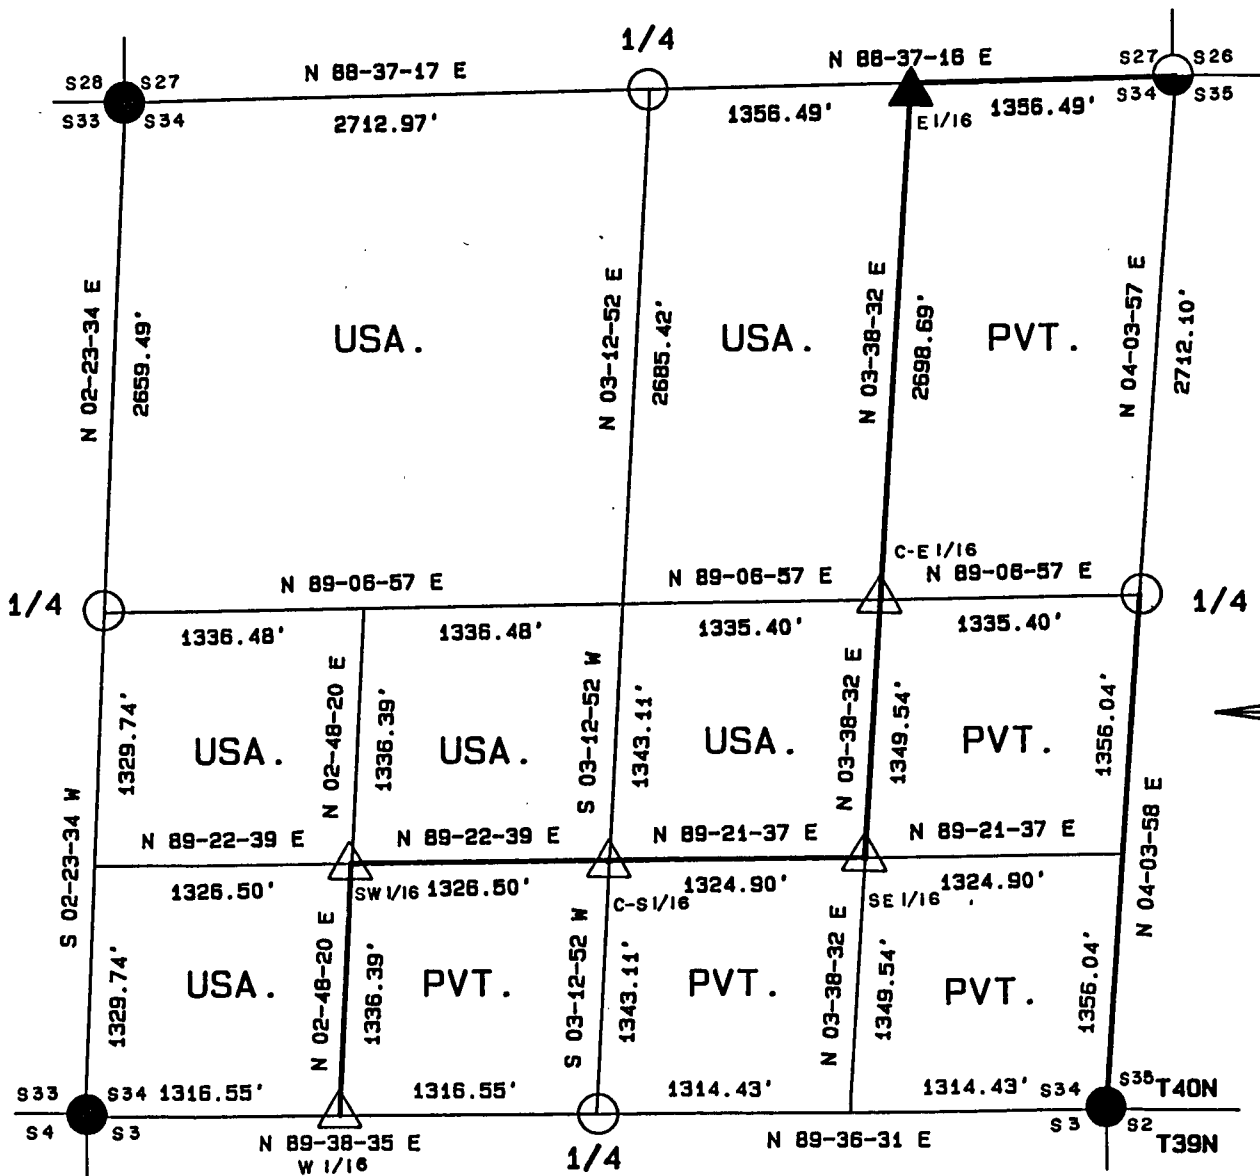 1/4
S28 S27
N 88-37-17 E
N 88-37-16 E
S27 S26
S33 S34
2712.97'
1356.49'
E 1/16
1356.49'
S34 S35
N 02-23-34 E
2659.49'
USA.
N 03-12-52 E
2685.42'
USA.
N 03-38-32 E
2698.69'
PVT.
N 04-03-57 E
2712.10'
C-E 1/16
1/4
N 89-06-57 E
N 89-06-57 E
N 89-06-57 E
1/4
1336.48'
1336.48'
1335.40'
1335.40'
S 02-23-34 W
1329.74'
USA.
N 02-48-20 E
1336.39'
USA.
S 03-12-52 W
1343.11'
USA.
N 03-38-32 E
1349.54'
PVT.
1356.04'
N 04-03-58 E
N 89-22-39 E
N 89-22-39 E
N 89-21-37 E
N 89-21-37 E
1326.50'
SW 1/16
1326.50'
C-S 1/16
1324.90'
SE 1/16
1324.90'
1329.74'
USA.
N 02-48-20 E
1336.39'
PVT.
S 03-12-52 W
1343.11'
PVT.
N 03-38-32 E
1349.54'
PVT.
1356.04'
S33 S34
1316.55'
1316.55'
1314.43'
1314.43'
S34 S35
T40N
S4 S3
N 89-38-35 E
W 1/16
1/4
N 89-36-31 E
S3 S2
T39N